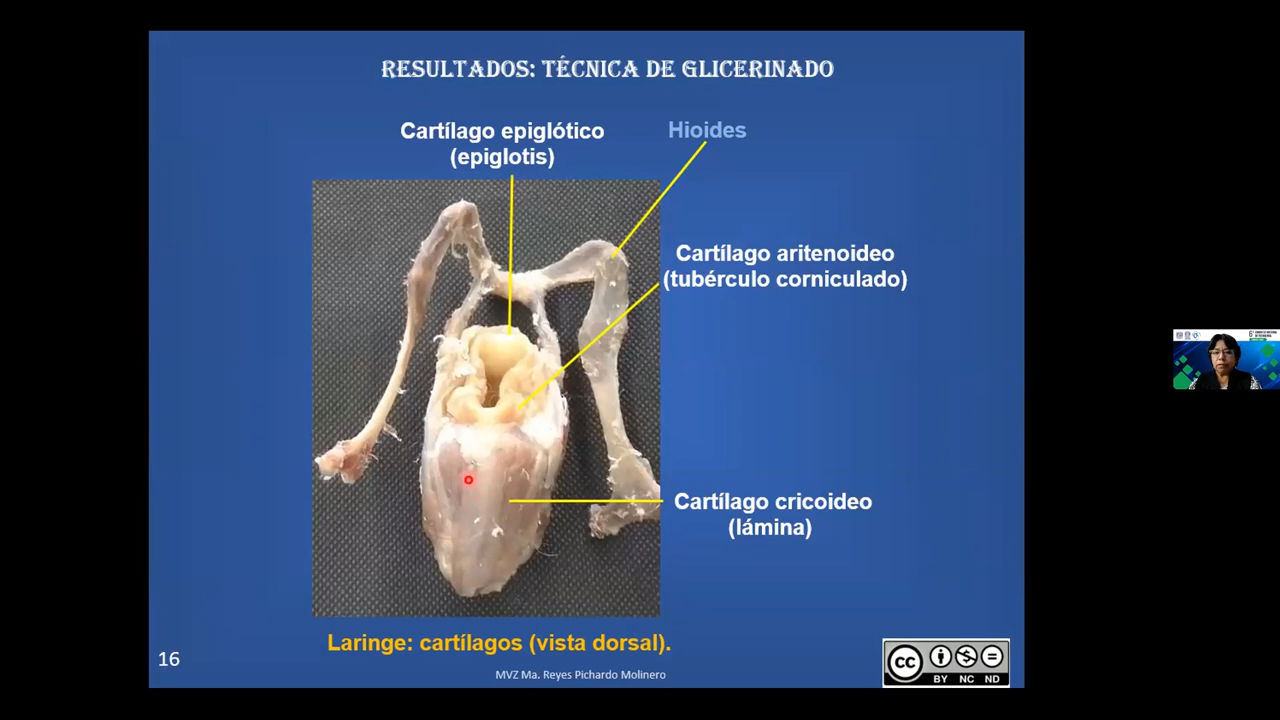 RESULTADOS: TÉCNICA DE GLICERINADO
Cartílago epiglótico
(epiglotis)
Hioides
Cartílago aritenoideo
(tubérculo corniculado)
Cartílago cricoideo
(lámina)
Laringe: cartílagos (vista dorsal).
16
MVZ Ma. Reyes Pichardo Molinero
cc
BY NC ND